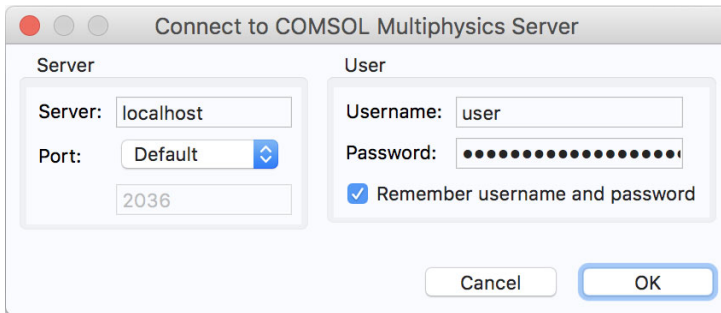 Connect to COMSOL Multiphysics Server
Server
Server: localhost
Port: Default
2036
User
Username: user
Password: ●●●●●●●●●●●●●●●●●●●
Remember username and password
Cancel OK